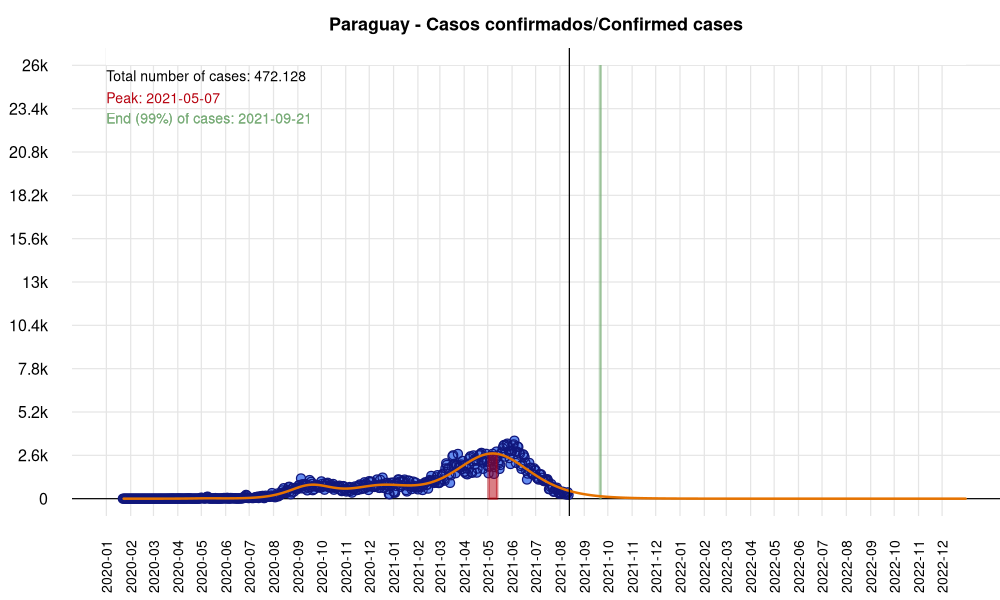 Paraguay - Casos confirmados/Confirmed cases
Total number of cases: 472.128
Peak: 2021-05-07
End (99%) of cases: 2021-09-21
26k
23.4k
20.8k
18.2k
15.6k
13k
10.4k
7.8k
5.2k
2.6k
0
2020-01
2020-02
2020-03
2020-04
2020-05
2020-06
2020-07
2020-08
2020-09
2020-10
2020-11
2020-12
2021-01
2021-02
2021-03
2021-04
2021-05
2021-06
2021-07
2021-08
2021-09
2021-10
2021-11
2021-12
2022-01
2022-02
2022-03
2022-04
2022-05
2022-06
2022-07
2022-08
2022-09
2022-10
2022-11
2022-12